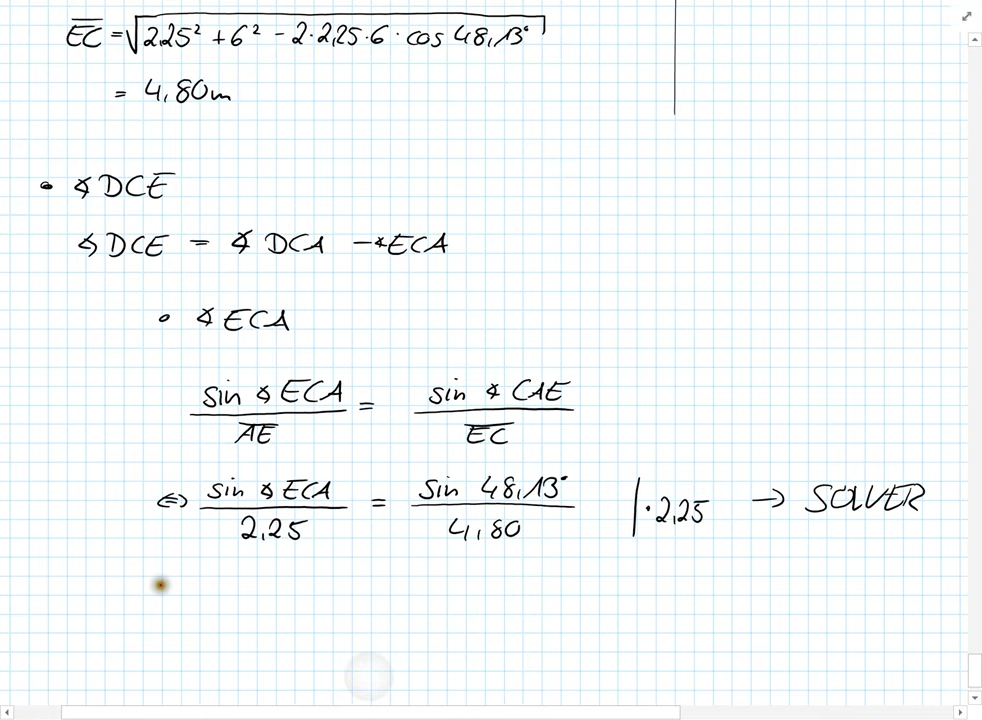 EC = √2,25² + 6² - 2·2,25·6 · cos 48,13°
= 4,80m
• ∢ DCE
∢ DCE = ∢ DCA - ∢ECA
• ∢ ECA
sin ∢ ECA / AE = sin ∢ CAE / EC
⇔ sin ∢ ECA / 2,25 = sin 48,13° / 4,80 | · 2,25 → SOLVER